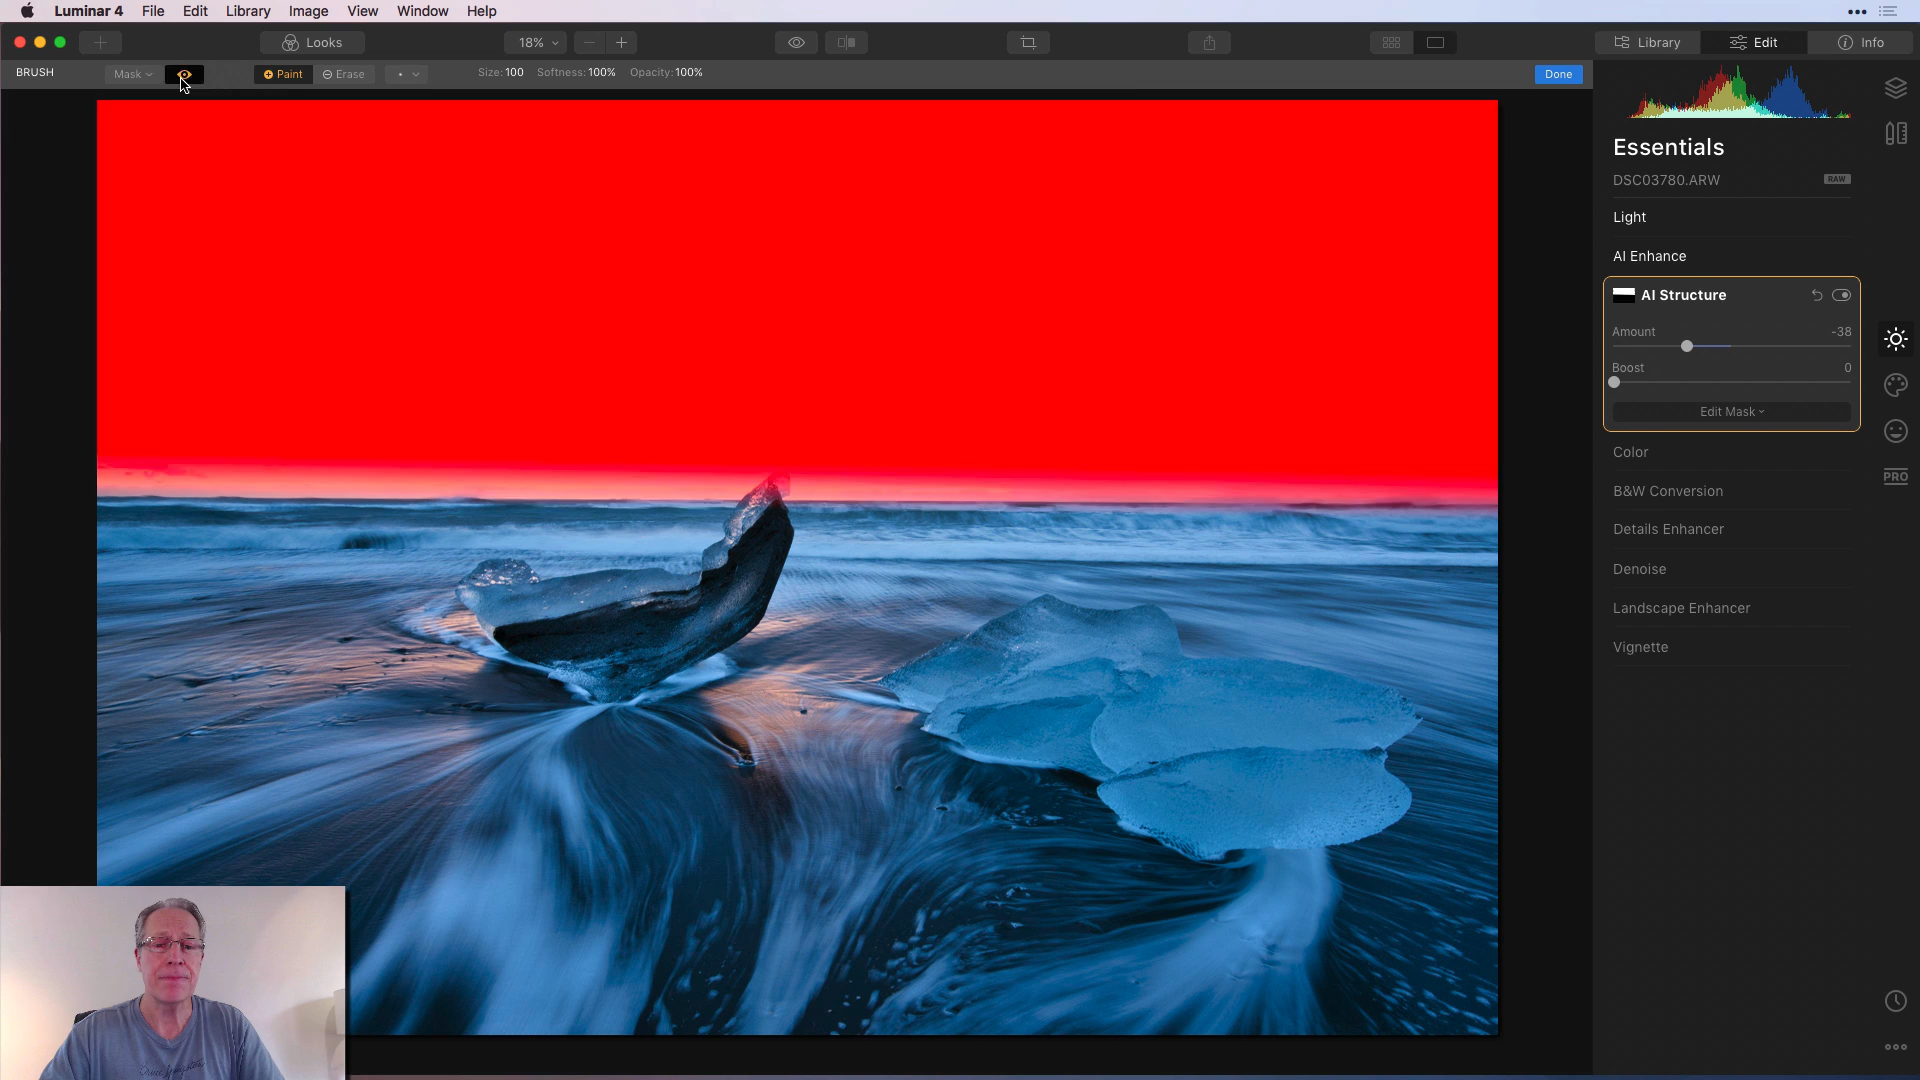 Luminar 4 File Edit Library Image View Window Help
Looks 18% Library Edit Info
BRUSH Mask Paint Erase Size: 100 Softness: 100% Opacity: 100% Done
Essentials
DSC03780.ARW RAW
Light
AI Enhance
AI Structure
Amount -38
Boost 0
Edit Mask
Color
B&W Conversion
Details Enhancer
Denoise
Landscape Enhancer
Vignette
PRO